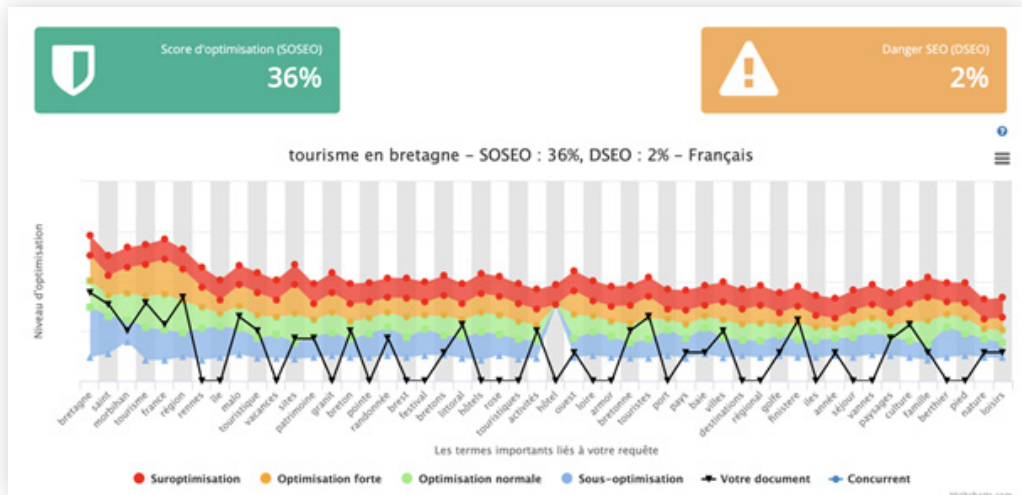 Score d'optimisation (SOSEO)
36%
Danger SEO (DSEO)
2%
tourisme en bretagne – SOSEO : 36%, DSEO : 2% – Français
Niveau d'optimisation
bretagne
saint
morbihan
tourisme
france
région
rennes
île
malo
touristique
vacances
sites
patrimoine
granit
breton
pointe
randonnée
brest
festival
bretons
littoral
hôtels
rose
touristiques
activités
hôtel
ouest
loire
armor
bretonne
touristes
port
pays
baie
villes
destinations
régional
golfe
finistere
iles
année
séjour
vannes
paysages
culture
famille
berthier
pied
nature
loisirs
Les termes importants liés à votre requête
Suroptimisation
Optimisation forte
Optimisation normale
Sous-optimisation
Votre document
Concurrent